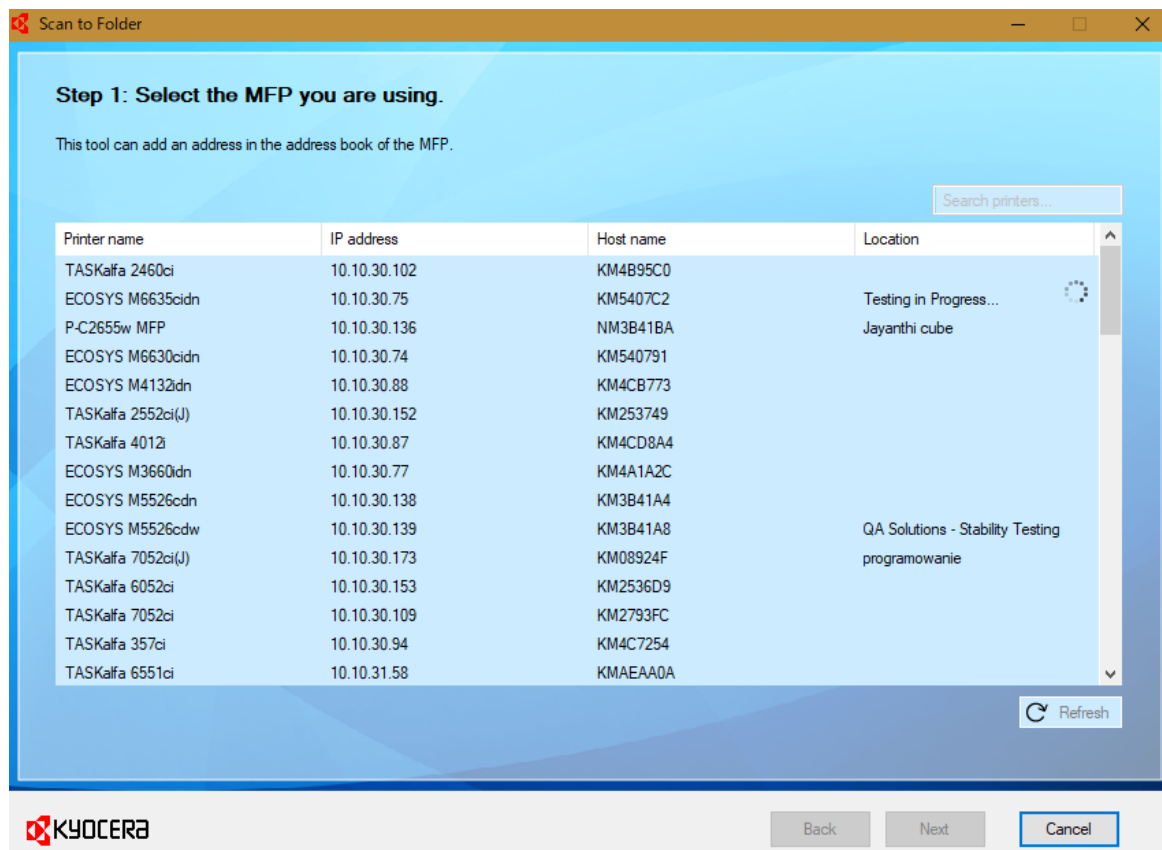 Scan to Folder
Step 1: Select the MFP you are using.
This tool can add an address in the address book of the MFP.
Search printers...
Printer name IP address Host name Location
TASKalfa 2460ci 10.10.30.102 KM4B95C0
ECOSYS M6635cidn 10.10.30.75 KM5407C2 Testing in Progress...
P-C2655w MFP 10.10.30.136 NM3B41BA Jayanthi cube
ECOSYS M6630cidn 10.10.30.74 KM540791
ECOSYS M4132idn 10.10.30.88 KM4CB773
TASKalfa 2552ci(J) 10.10.30.152 KM253749
TASKalfa 4012i 10.10.30.87 KM4CD8A4
ECOSYS M3660idn 10.10.30.77 KM4A1A2C
ECOSYS M5526cdn 10.10.30.138 KM3B41A4
ECOSYS M5526cdw 10.10.30.139 KM3B41A8 QA Solutions - Stability Testing
TASKalfa 7052ci(J) 10.10.30.173 KM08924F programowanie
TASKalfa 6052ci 10.10.30.153 KM2536D9
TASKalfa 7052ci 10.10.30.109 KM2793FC
TASKalfa 357ci 10.10.30.94 KM4C7254
TASKalfa 6551ci 10.10.31.58 KMAEAA0A
Refresh
KYOCERA Back Next Cancel